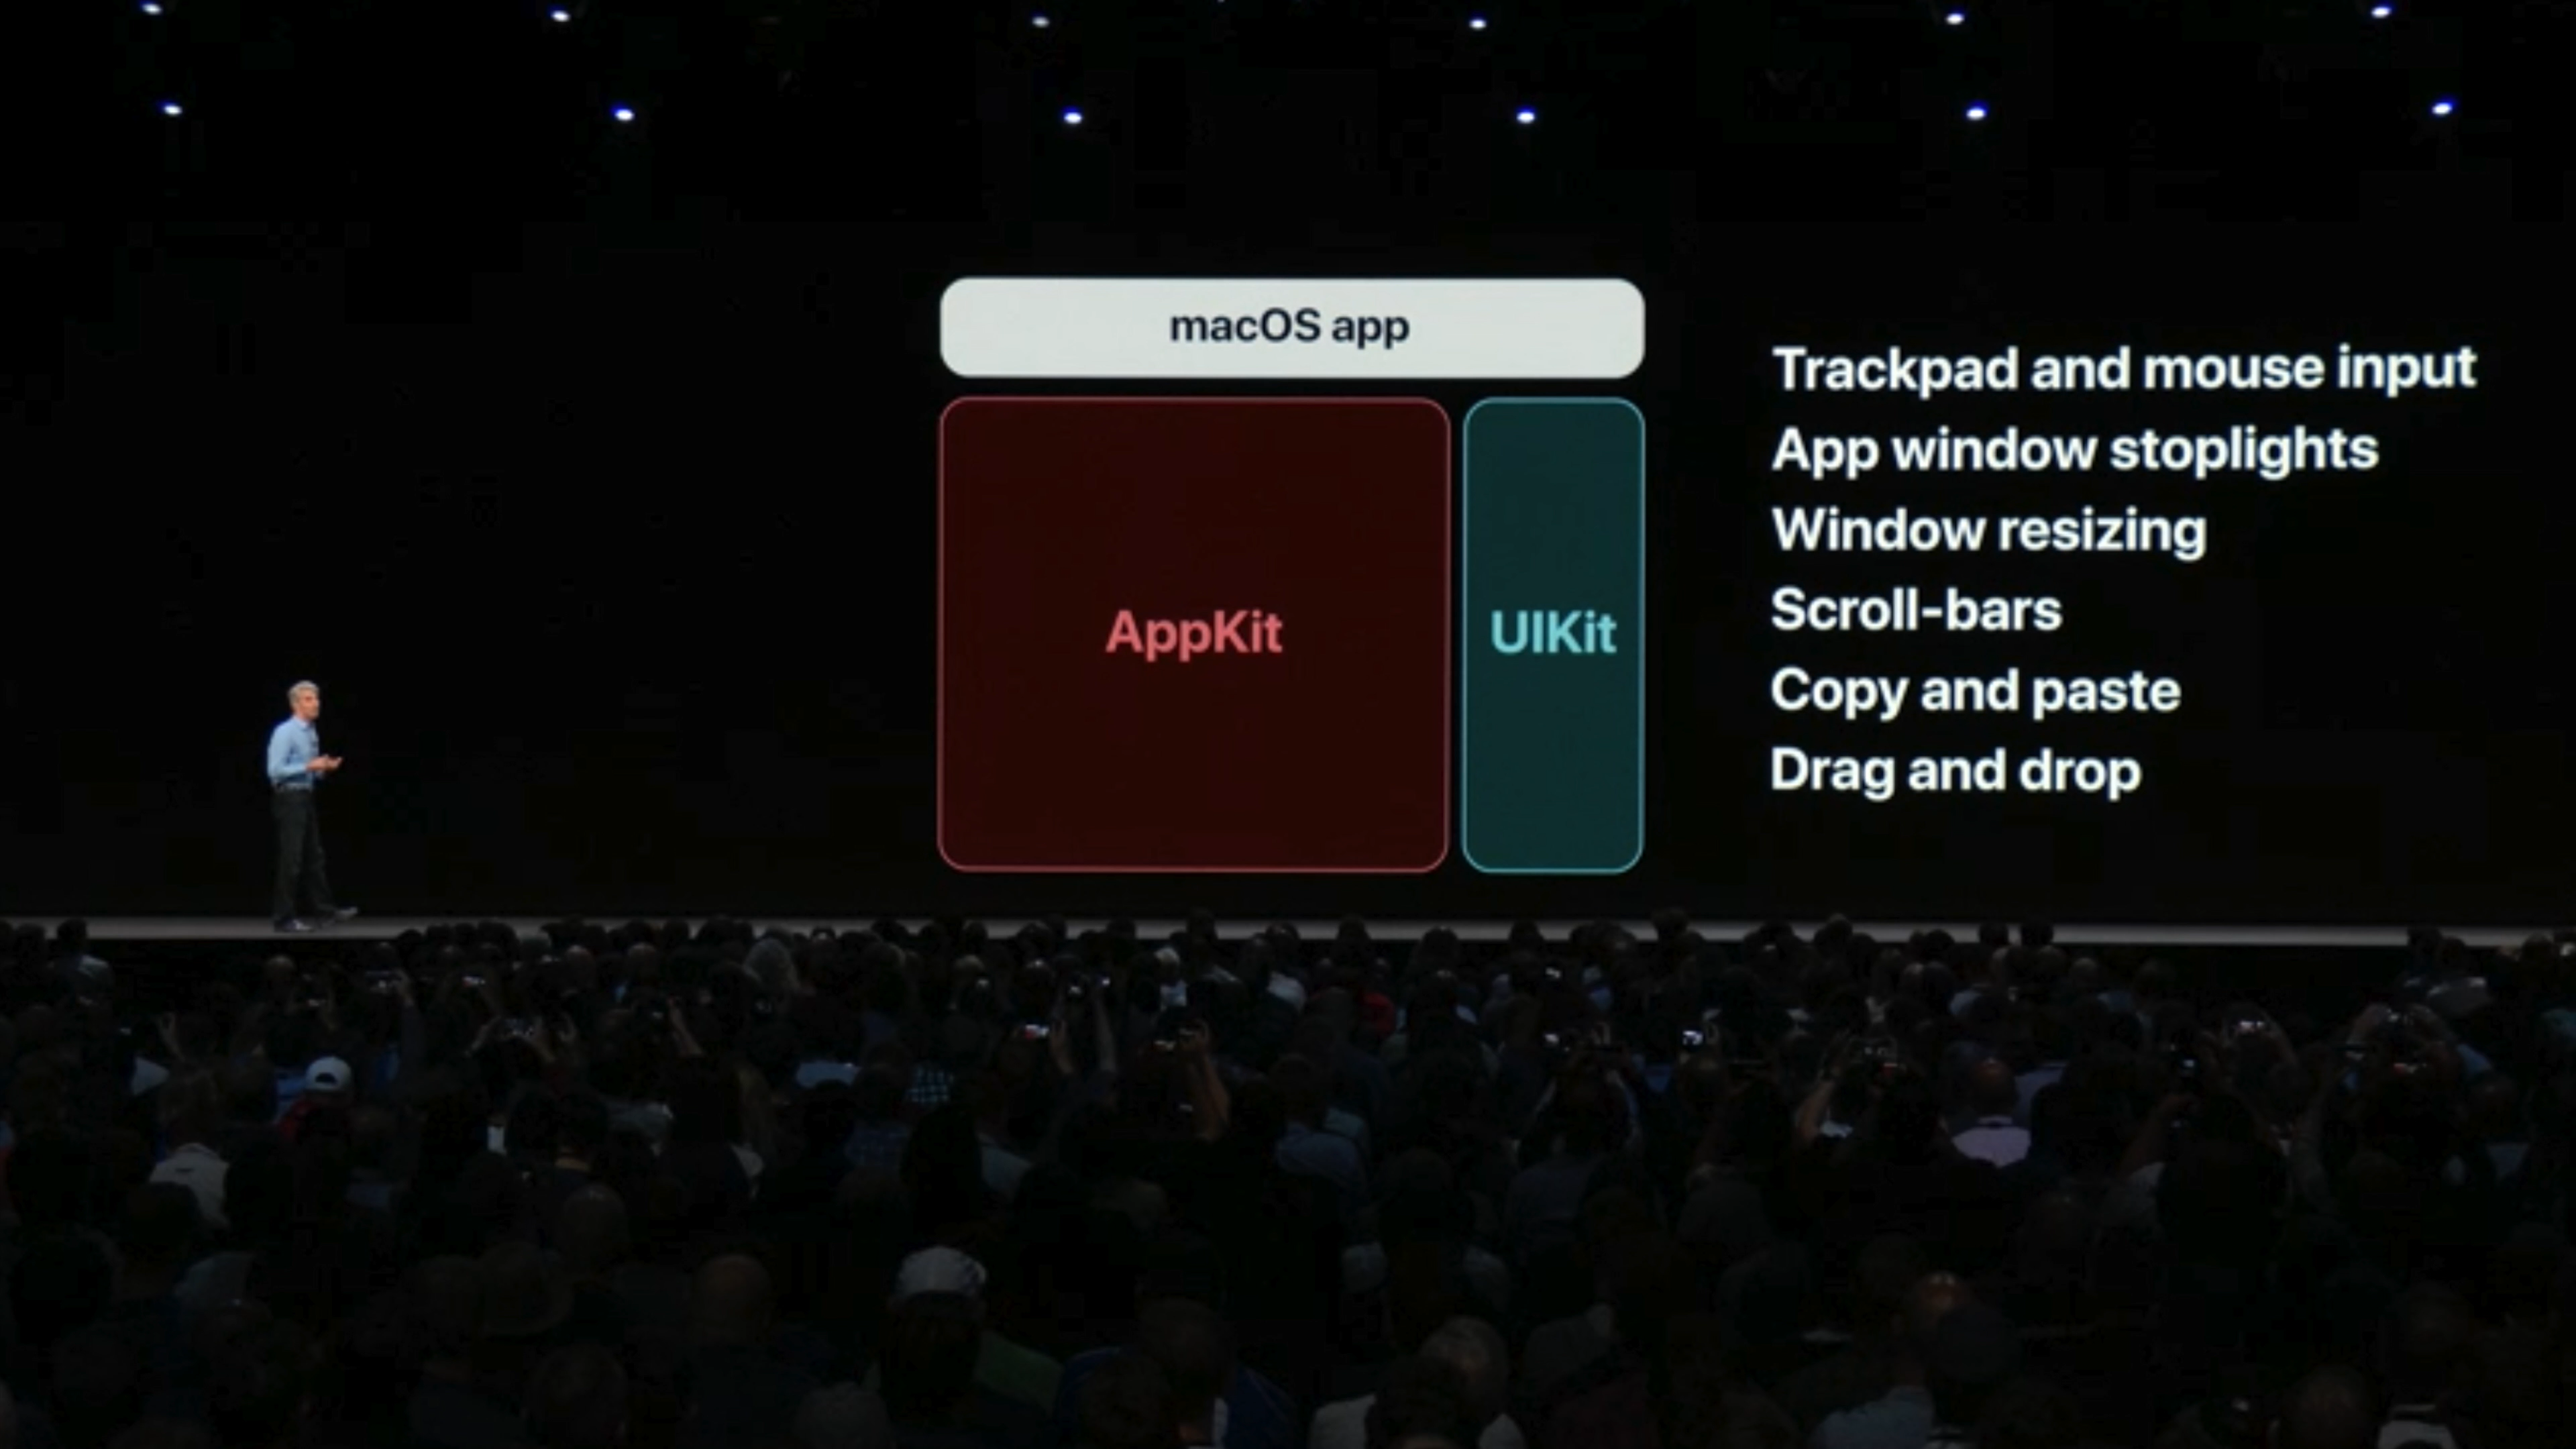 macOS app
AppKit
UIKit
Trackpad and mouse input
App window stoplights
Window resizing
Scroll-bars
Copy and paste
Drag and drop